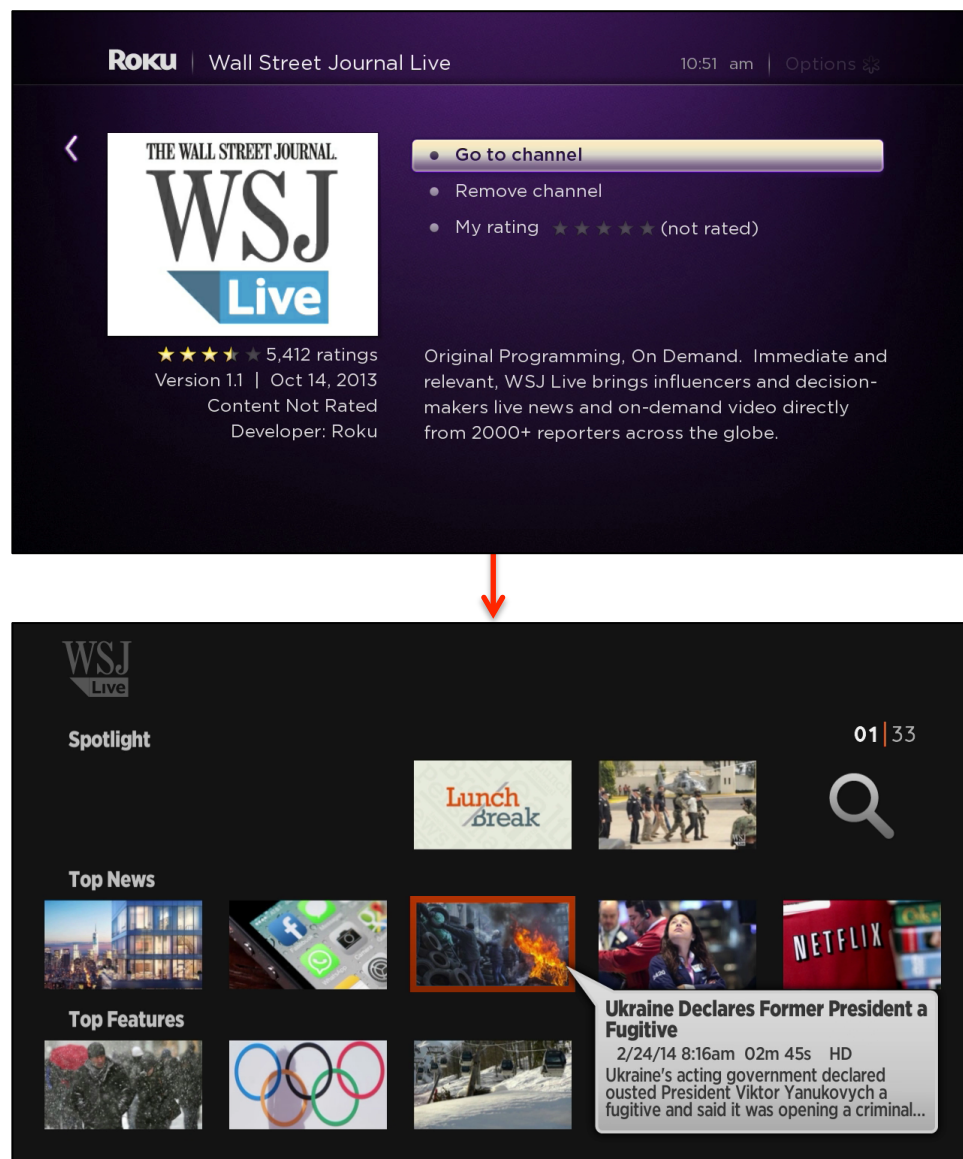 Roku | Wall Street Journal Live
10:51 am | Options
THE WALL STREET JOURNAL.
WSJ
Live
Go to channel
Remove channel
My rating (not rated)
5,412 ratings
Version 1.1 | Oct 14, 2013
Content Not Rated
Developer: Roku
Original Programming, On Demand. Immediate and
relevant, WSJ Live brings influencers and decision-
makers live news and on-demand video directly
from 2000+ reporters across the globe.
WSJ
Live
Spotlight
01|33
Lunch
Break
WSJ
Top News
NETFLIX
Top Features
Ukraine Declares Former President a
Fugitive
2/24/14 8:16am 02m 45s HD
Ukraine's acting government declared
ousted President Viktor Yanukovych a
fugitive and said it was opening a criminal...